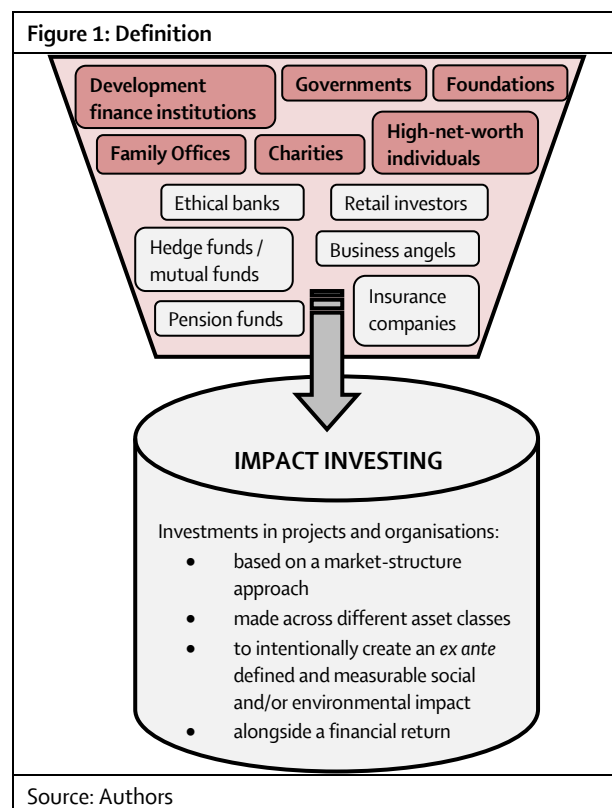 Figure 1: Definition
Development
finance institutions
Governments
Foundations
Family Offices
Charities
High-net-worth
individuals
Ethical banks
Retail investors
Hedge funds /
mutual funds
Business angels
Pension funds
Insurance
companies
IMPACT INVESTING
Investments in projects and organisations:
• based on a market-structure
approach
• made across different asset classes
• to intentionally create an ex ante
defined and measurable social
and/or environmental impact
• alongside a financial return
Source: Authors